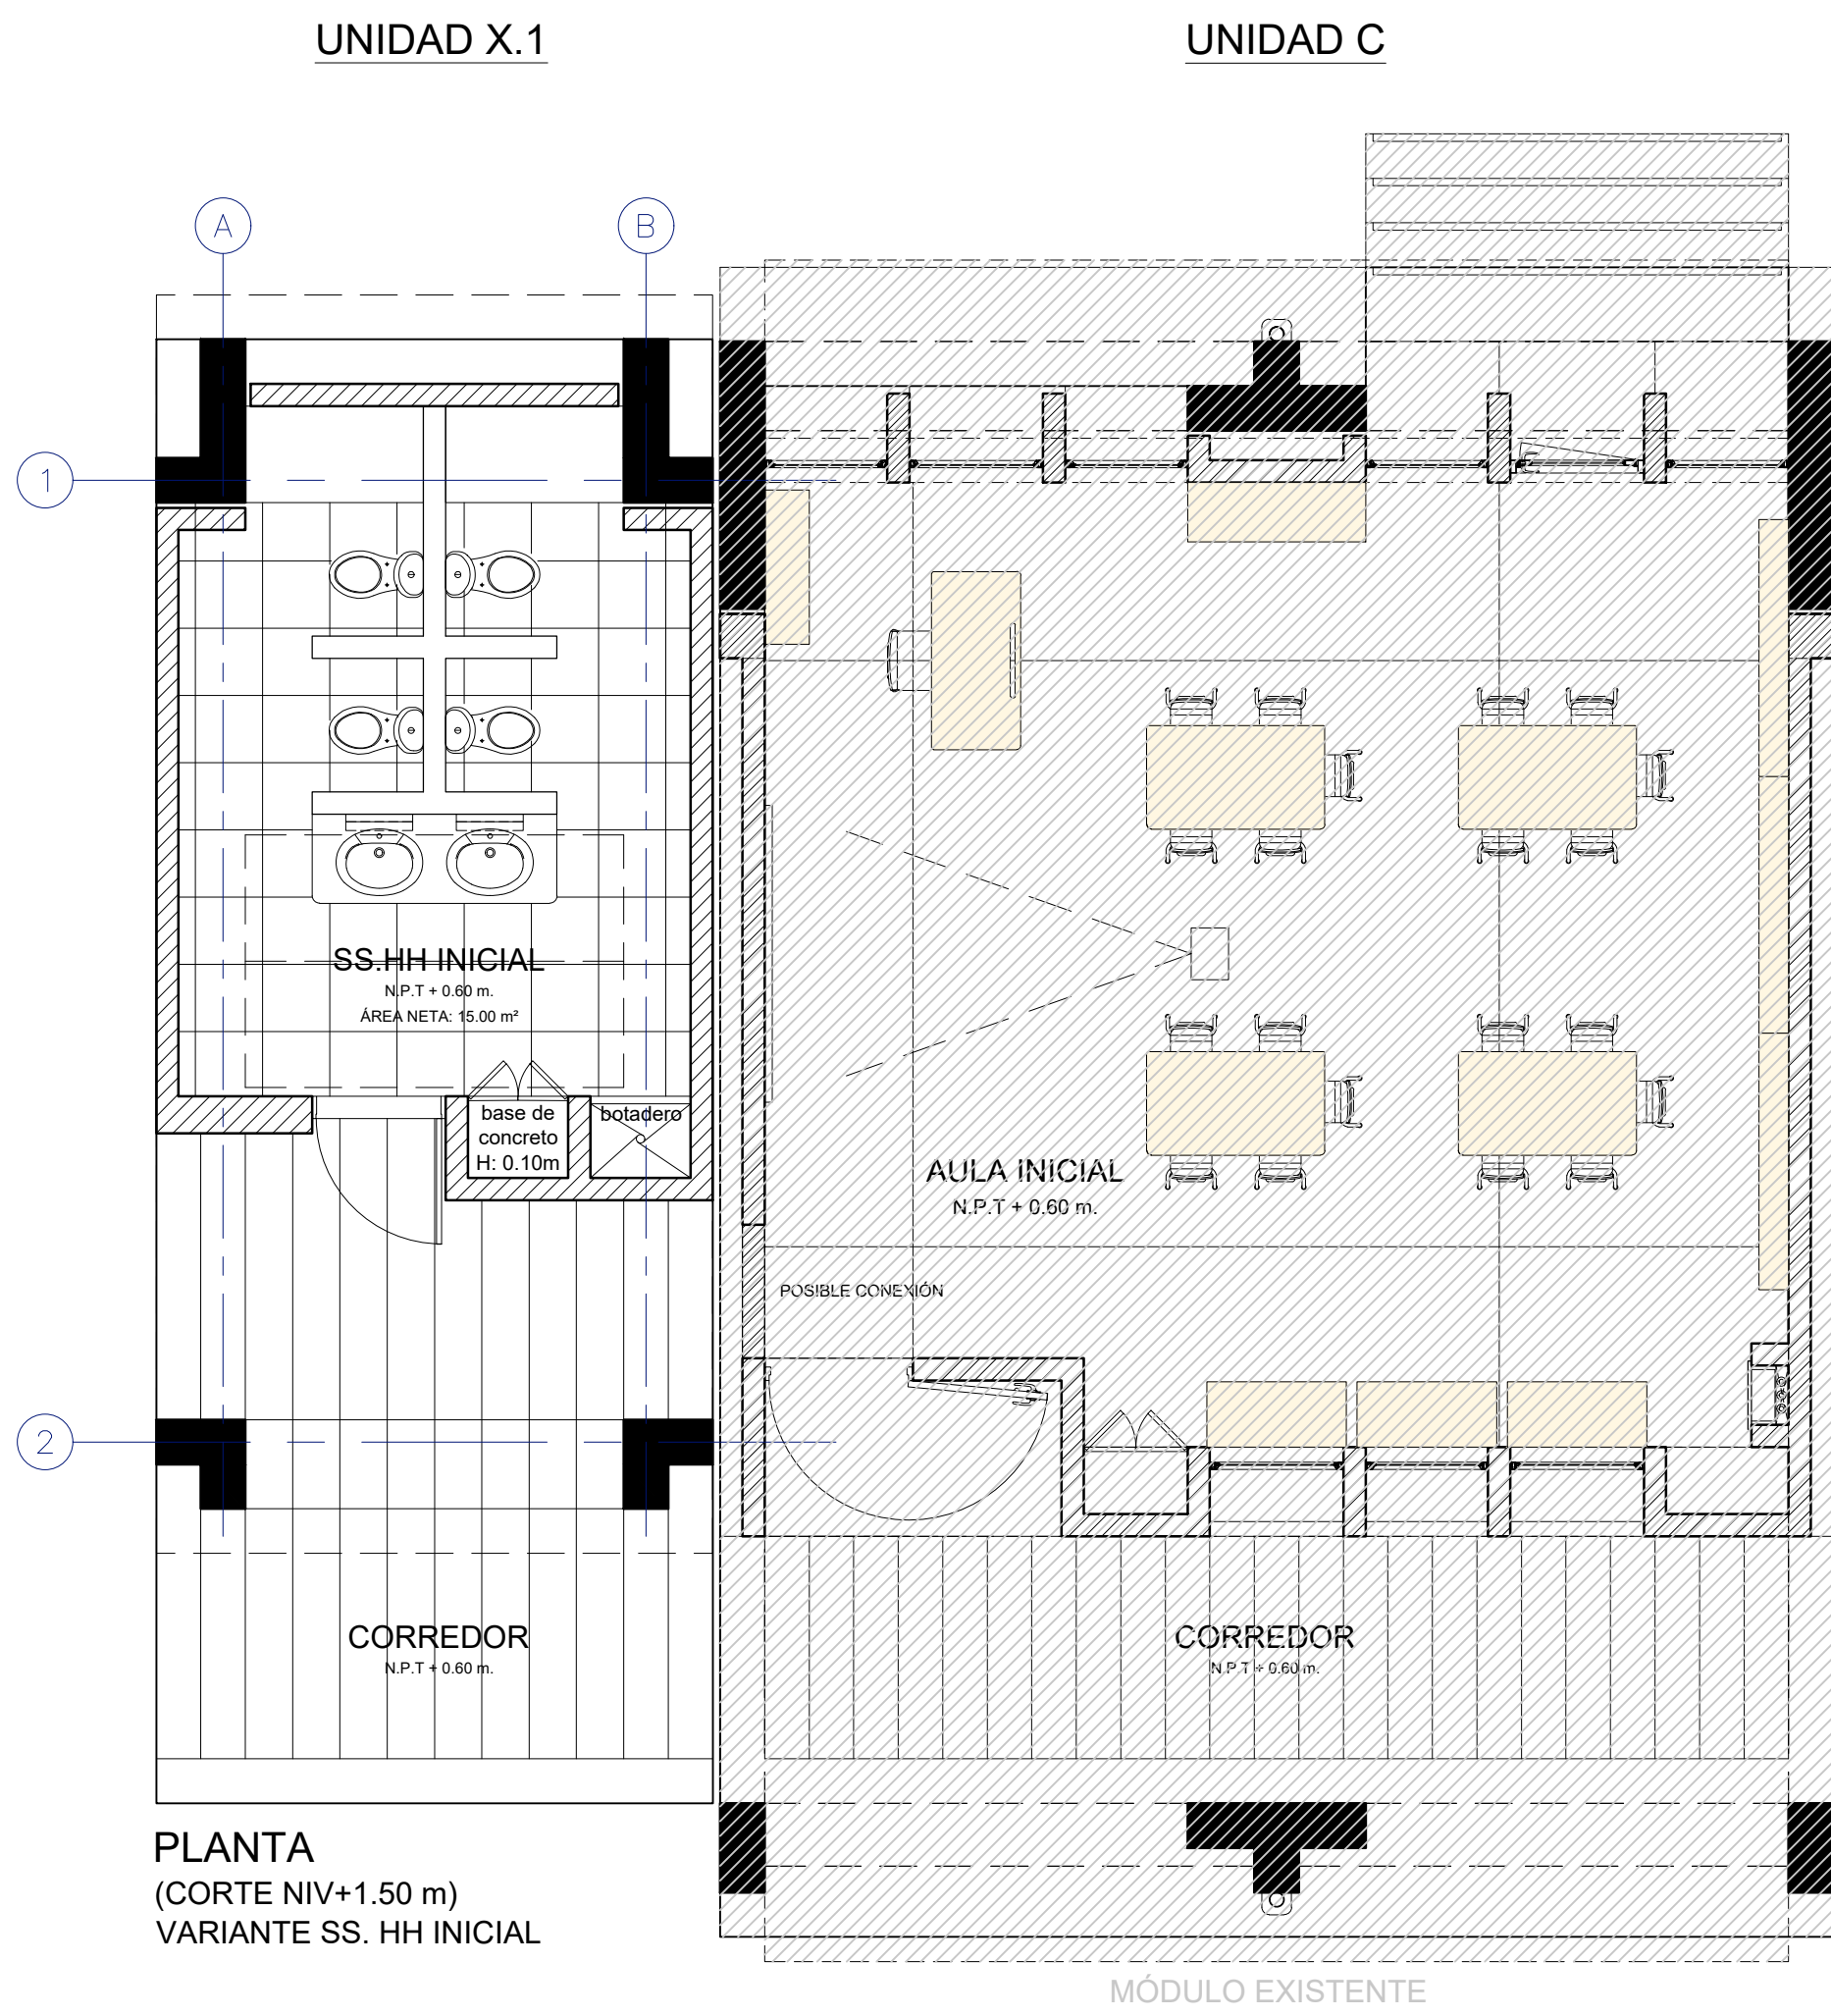 UNIDAD X.1
UNIDAD C
A
B
1
SS.HH INICIAL
N.P.T + 0.60 m.
ÁREA NETA: 15.00 m²
base de
concreto
H: 0.10m
botadero
AULA INICIAL
N.P.T + 0.60 m.
POSIBLE CONEXIÓN
2
CORREDOR
N.P.T + 0.60 m.
CORREDOR
N.P.T + 0.60 m.
PLANTA
(CORTE NIV+1.50 m)
VARIANTE SS. HH INICIAL
MÓDULO EXISTENTE